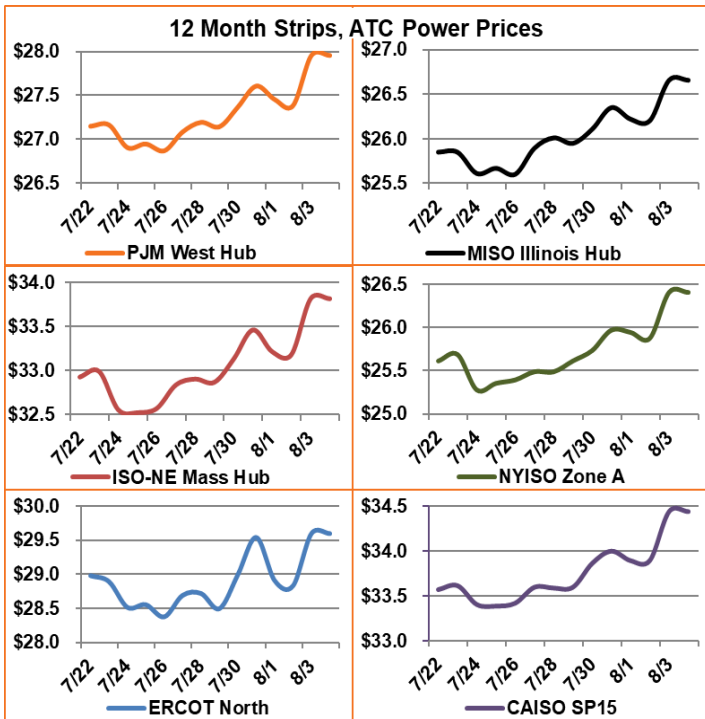 12 Month Strips, ATC Power Prices
$28.0
$27.5
$27.0
$26.5
7/22 7/24 7/26 7/28 7/30 8/1 8/3
PJM West Hub
$27.0
$26.5
$26.0
$25.5
7/22 7/24 7/26 7/28 7/30 8/1 8/3
MISO Illinois Hub
$34.0
$33.5
$33.0
$32.5
7/22 7/24 7/26 7/28 7/30 8/1 8/3
ISO-NE Mass Hub
$26.5
$26.0
$25.5
$25.0
7/22 7/24 7/26 7/28 7/30 8/1 8/3
NYISO Zone A
$30.0
$29.5
$29.0
$28.5
$28.0
7/22 7/24 7/26 7/28 7/30 8/1 8/3
ERCOT North
$34.5
$34.0
$33.5
$33.0
7/22 7/24 7/26 7/28 7/30 8/1 8/3
CAISO SP15